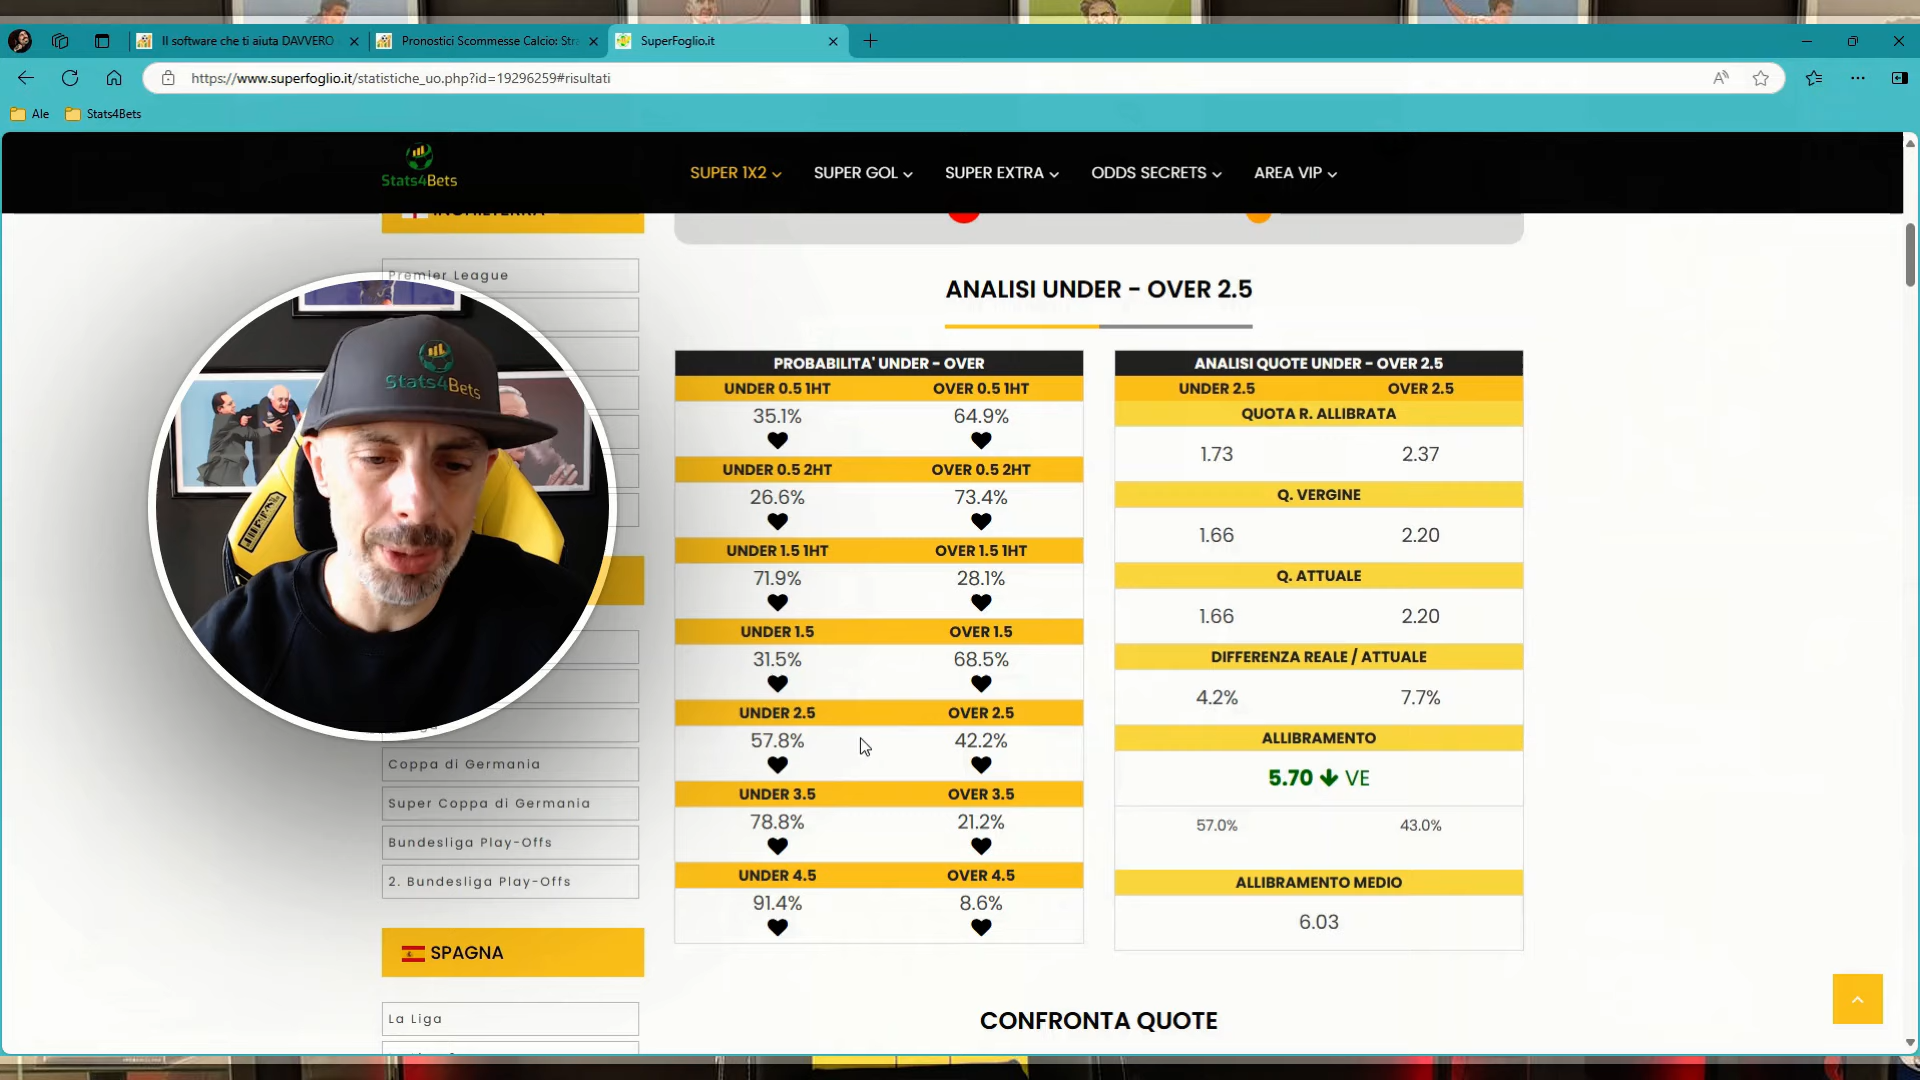 Il software che ti aiuta DAVVERO
Pronostici Scommesse Calcio: Stra
SuperFoglio.it
https://www.superfoglio.it/statistiche_uo.php?id=19296259#risultati
Ale
Stats4Bets
Stats4Bets
SUPER 1X2
SUPER GOL
SUPER EXTRA
ODDS SECRETS
AREA VIP
INGHILTERRA
Premier League
Stats4Bets
Coppa di Germania
Super Coppa di Germania
Bundesliga Play-Offs
2. Bundesliga Play-Offs
SPAGNA
La Liga
ANALISI UNDER - OVER 2.5
PROBABILITA' UNDER - OVER
UNDER 0.5 1HT OVER 0.5 1HT
35.1% 64.9%
UNDER 0.5 2HT OVER 0.5 2HT
26.6% 73.4%
UNDER 1.5 1HT OVER 1.5 1HT
71.9% 28.1%
UNDER 1.5 OVER 1.5
31.5% 68.5%
UNDER 2.5 OVER 2.5
57.8% 42.2%
UNDER 3.5 OVER 3.5
78.8% 21.2%
UNDER 4.5 OVER 4.5
91.4% 8.6%
ANALISI QUOTE UNDER - OVER 2.5
UNDER 2.5 OVER 2.5
QUOTA R. ALLIBRATA
1.73 2.37
Q. VERGINE
1.66 2.20
Q. ATTUALE
1.66 2.20
DIFFERENZA REALE / ATTUALE
4.2% 7.7%
ALLIBRAMENTO
5.70 VE
57.0% 43.0%
ALLIBRAMENTO MEDIO
6.03
CONFRONTA QUOTE